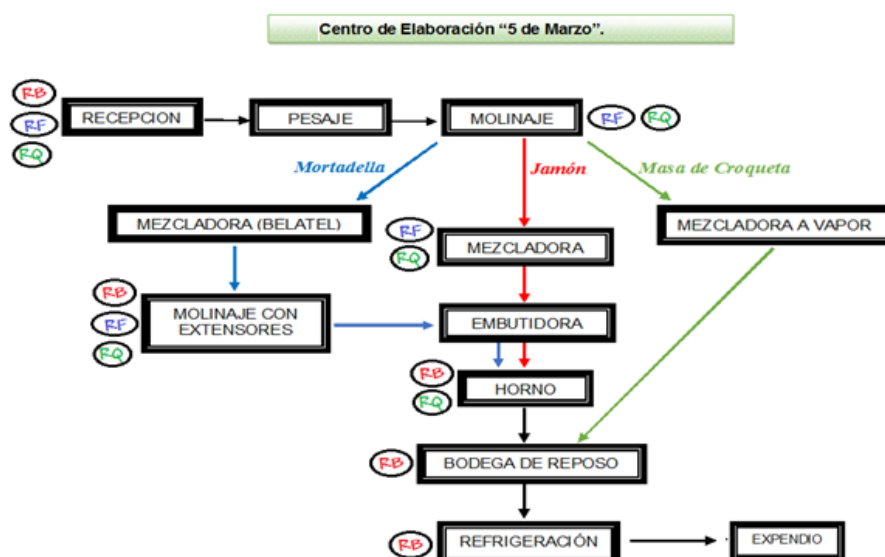 Centro de Elaboración “5 de Marzo”.
RB
RF
RQ
RECEPCION
PESAJE
MOLINAJE
RF
RQ
Mortadella
Jamón
Masa de Croqueta
MEZCLADORA (BELATEL)
RF
RQ
MEZCLADORA
MEZCLADORA A VAPOR
RB
RF
RQ
MOLINAJE CON
EXTENSORES
EMBUTIDORA
RB
RQ
HORNO
RB
BODEGA DE REPOSO
RB
REFRIGERACIÓN
EXPENDIO